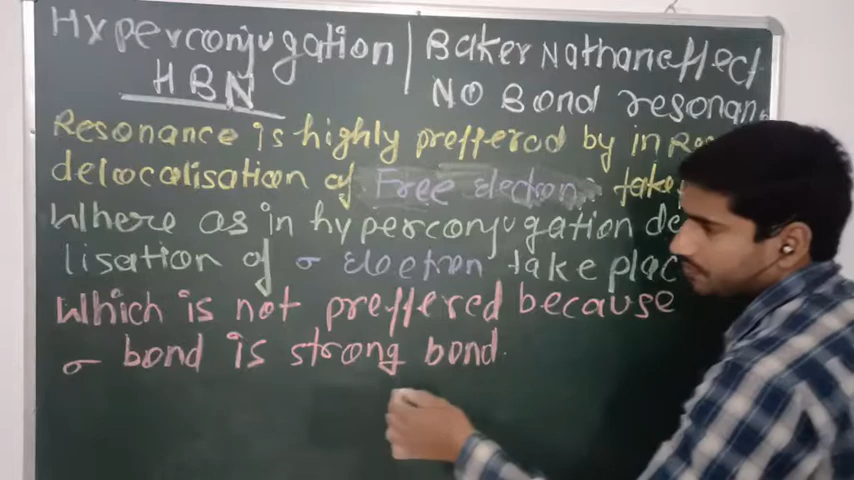 Hyperconjugation | Baker Nathan effect
HBN No Bond resonan
Resonance is highly preffered by in Res
delocalisation of Free electron take
Where as in hyperconjugation de
lisation of σ electron take plac
Which is not preffered because
σ bond is strong bond.